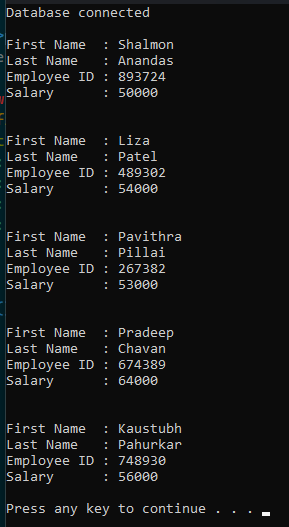 Database connected
First Name  : Shalmon
Last Name   : Anandas
Employee ID : 893724
Salary      : 50000
First Name  : Liza
Last Name   : Patel
Employee ID : 489302
Salary      : 54000
First Name  : Pavithra
Last Name   : Pillai
Employee ID : 267382
Salary      : 53000
First Name  : Pradeep
Last Name   : Chavan
Employee ID : 674389
Salary      : 64000
First Name  : Kaustubh
Last Name   : Pahurkar
Employee ID : 748930
Salary      : 56000
Press any key to continue . . .